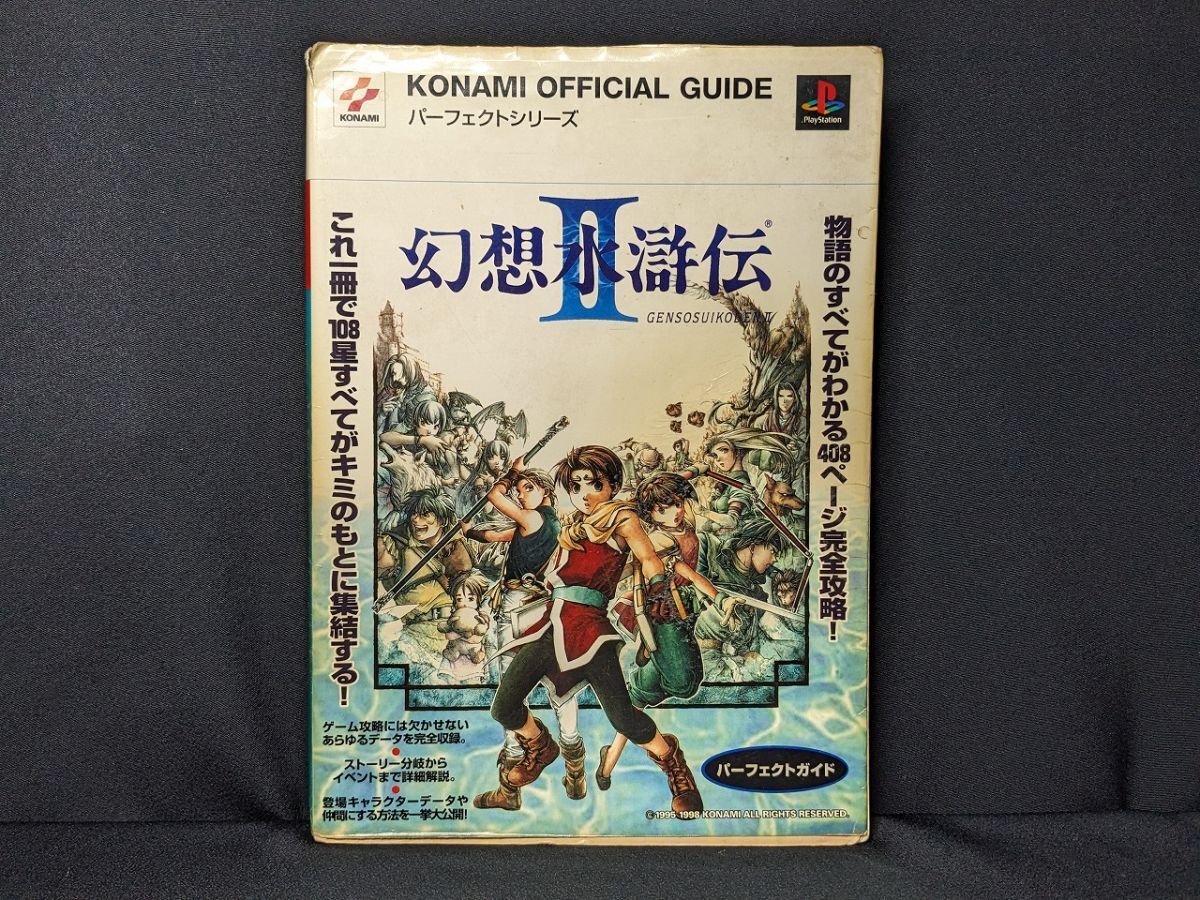 KONAMI
KONAMI OFFICIAL GUIDE
パーフェクトシリーズ
PlayStation
II
幻想水滸伝®
GENSOSUIKODEN II
物語のすべてがわかる408ページ完全攻略!
これ一冊で108星すべてがキミのもとに集結する!
ゲーム攻略には欠かせない
あらゆるデータを完全収録。
ストーリー分岐から
イベントまで詳細解説。
登場キャラクターデータや
仲間にする方法を一挙大公開!
パーフェクトガイド
©1995 1998 KONAMI ALL RIGHTS RESERVED.